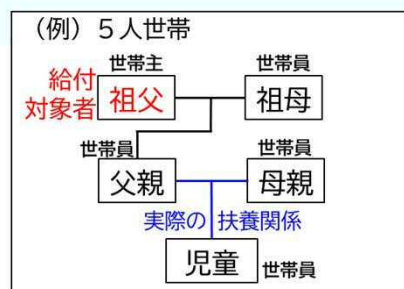 （例）５人世帯
世帯主 世帯員
給付
対象者
祖父 祖母
世帯員 世帯員
父親 母親
実際の 扶養関係
児童 世帯員